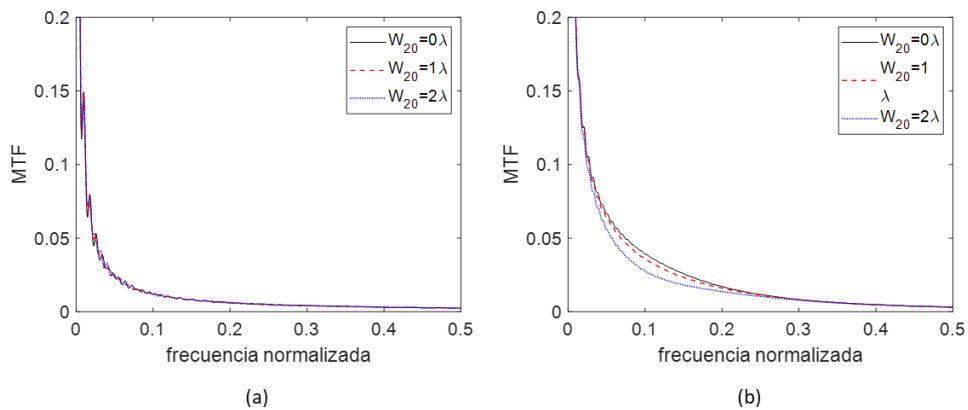 0.2
0.15
0.1
0.05
0
MTF
0 0.1 0.2 0.3 0.4 0.5
frecuencia normalizada
W20=0λ
W20=1λ
W20=2λ
(a)
0.2
0.15
0.1
0.05
0
MTF
0 0.1 0.2 0.3 0.4 0.5
frecuencia normalizada
W20=0λ
W20=1
λ
W20=2λ
(b)